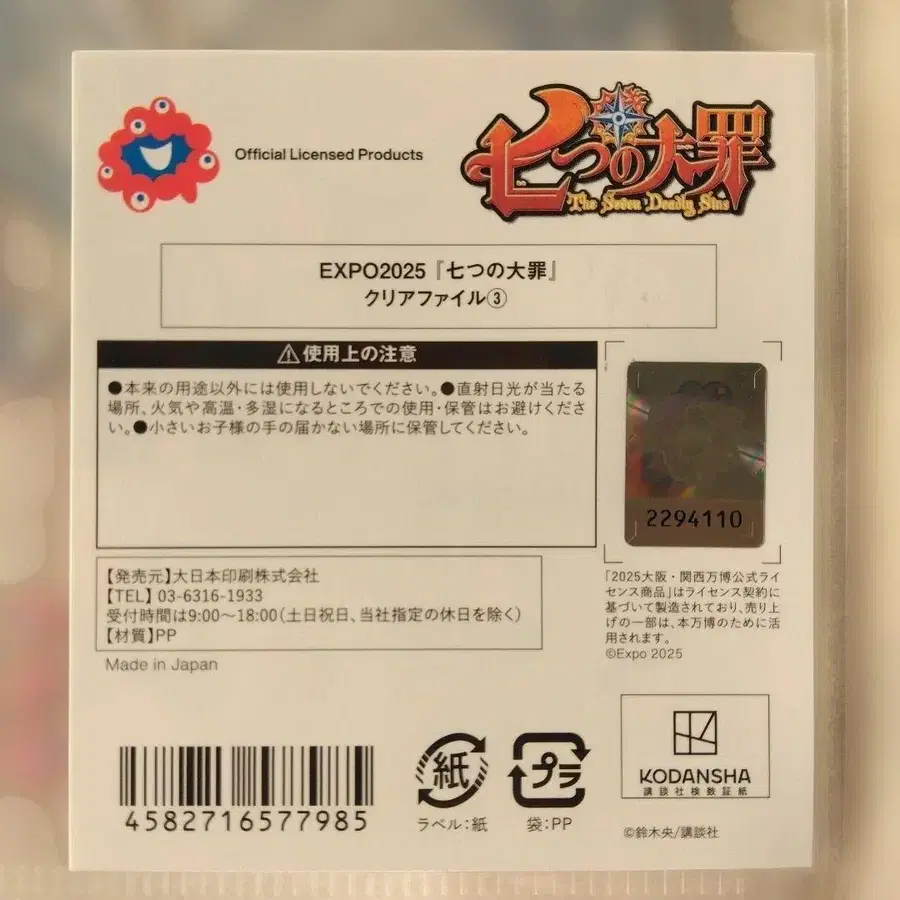 Official Licensed Products
七つの大罪
The Seven Deadly Sins
EXPO2025『七つの大罪』
クリアファイル③
⚠使用上の注意
●本来の用途以外には使用しないでください。●直射日光が当たる
場所、火気や高温・多湿になるところでの使用・保管はお避けくださ
い。●小さいお子様の手の届かない場所に保管してください。
2294110
【発売元】大日本印刷株式会社
【TEL】03-6316-1933
受付時間は9:00〜18:00(土日祝日、当社指定の休日を除く)
【材質】PP
Made in Japan
「2025大阪・関西万博公式ライ
センス商品」はライセンス契約に
基づいて製造されており、売り上
げの一部は、本万博のために活
用されます。
©Expo 2025
4582716577985
紙
ラベル:紙
プラ
袋:PP
KODANSHA
講談社検数証紙
©鈴木央/講談社